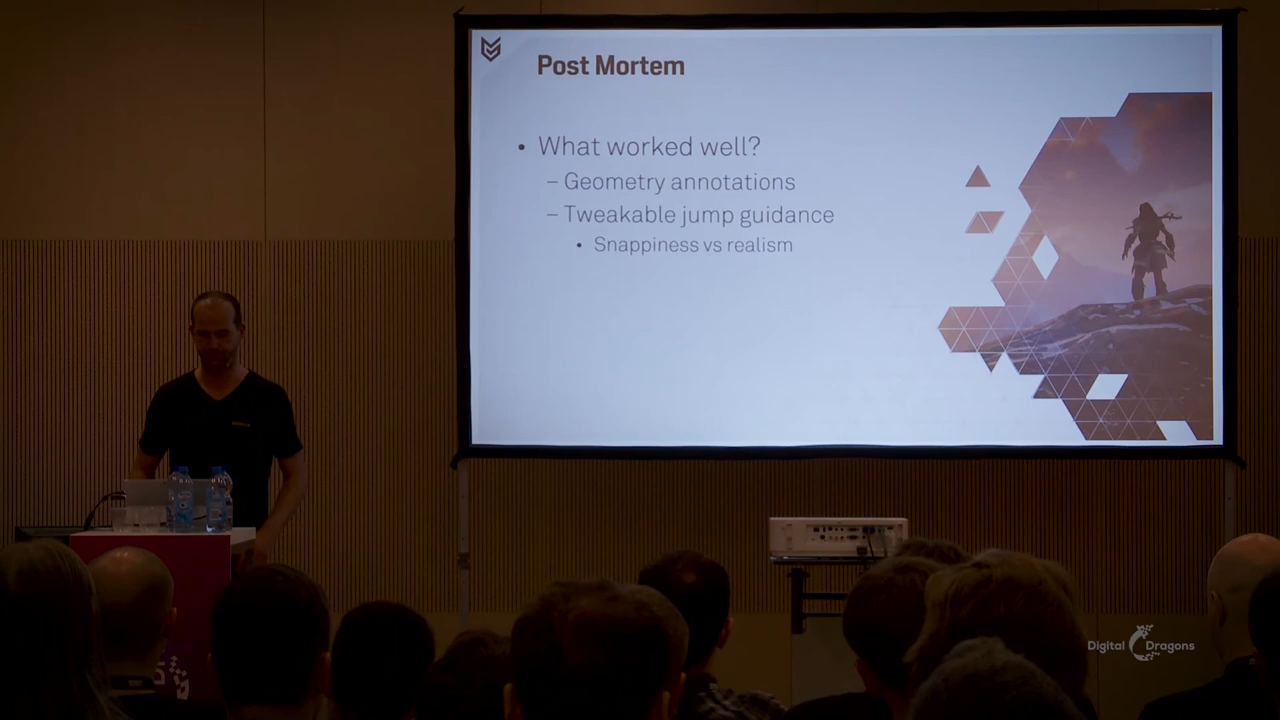 Post Mortem
• What worked well?
– Geometry annotations
– Tweakable jump guidance
• Snappiness vs realism
Digital Dragons